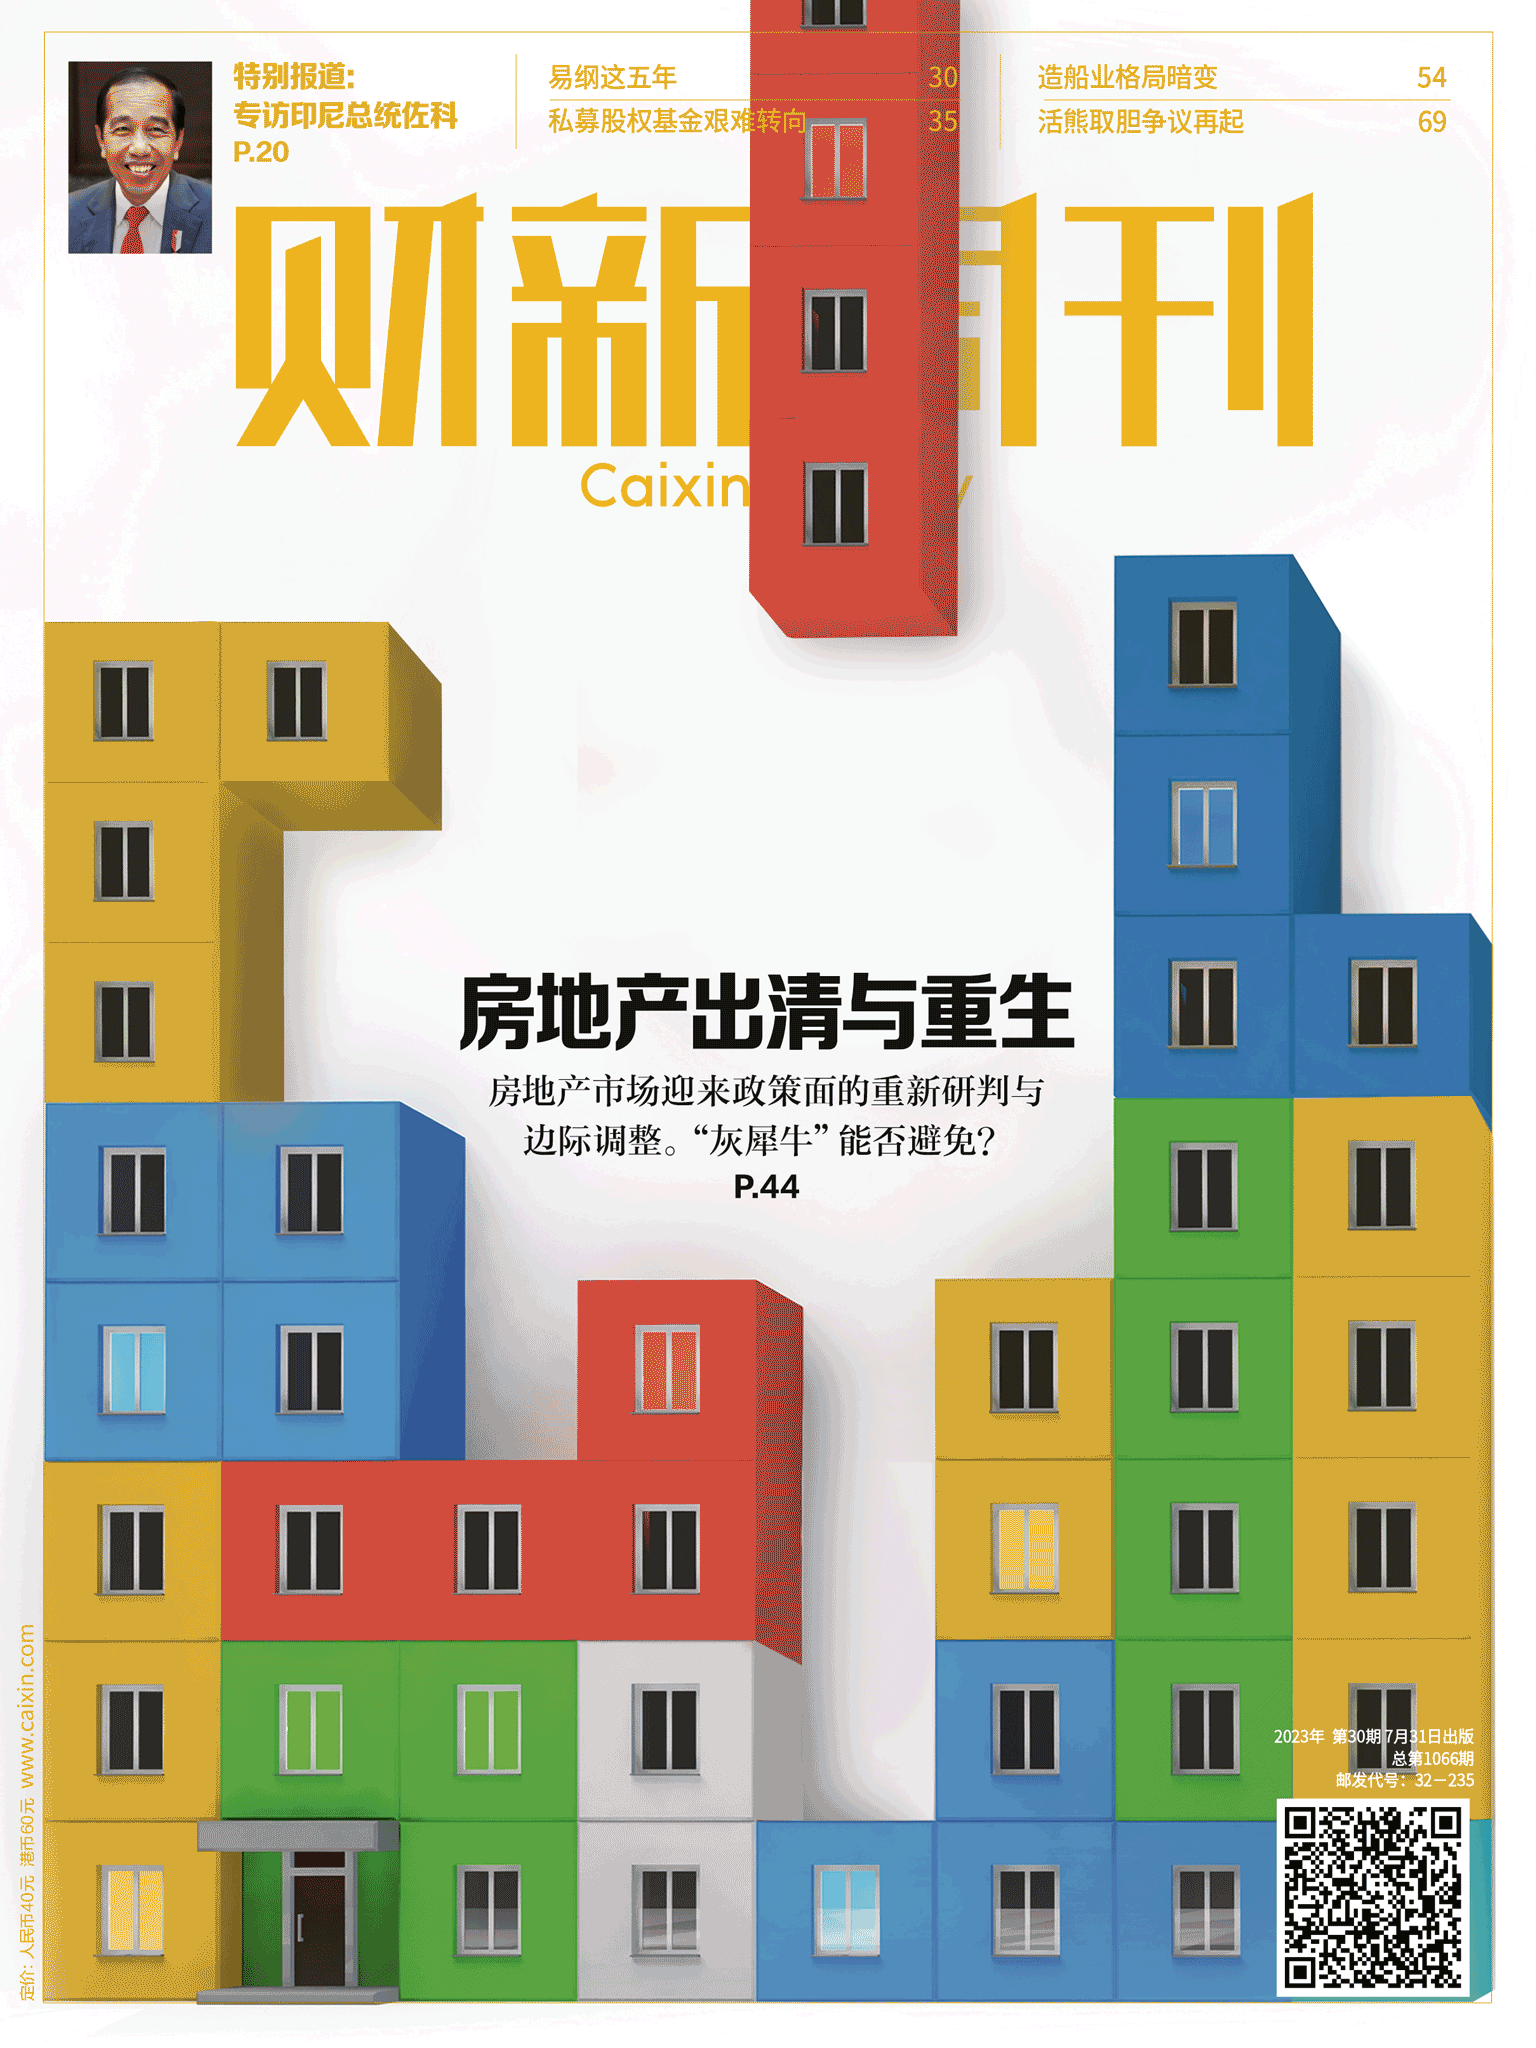 特别报道:
专访印尼总统佐科
P.20
易纲这五年 30
私募股权基金艰难转向 35
造船业格局暗变 54
活熊取胆争议再起 69
财新周刊
Caixin
房地产出清与重生
房地产市场迎来政策面的重新研判与
边际调整。“灰犀牛”能否避免？
P.44
2023年 第30期 7月31日出版
总第1066期
邮发代号：32－235
定价：人民币40元 港币60元 www.caixin.com